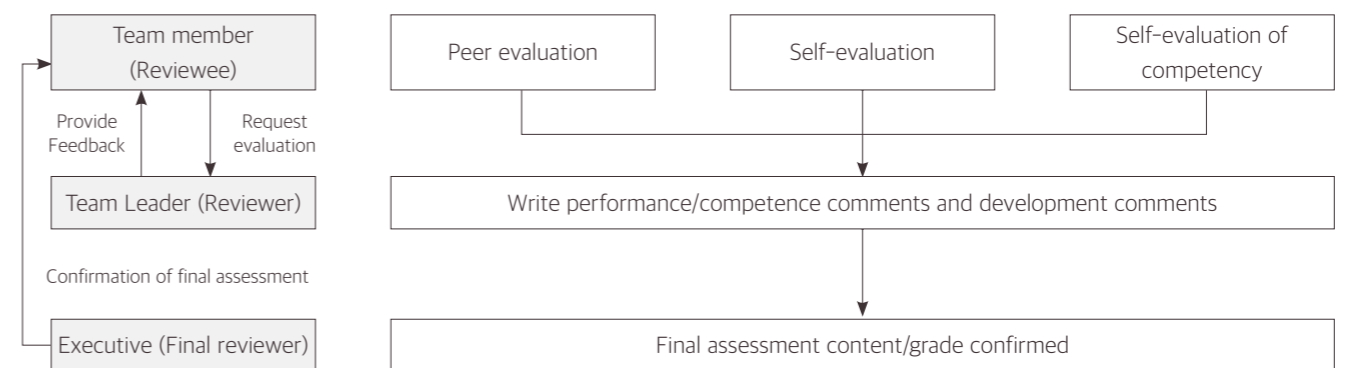 Team member
(Reviewee)
Peer evaluation
Self-evaluation
Self-evaluation of
competency
Provide
Feedback
Request
evaluation
Team Leader (Reviewer)
Write performance/competence comments and development comments
Confirmation of final assessment
Executive (Final reviewer)
Final assessment content/grade confirmed